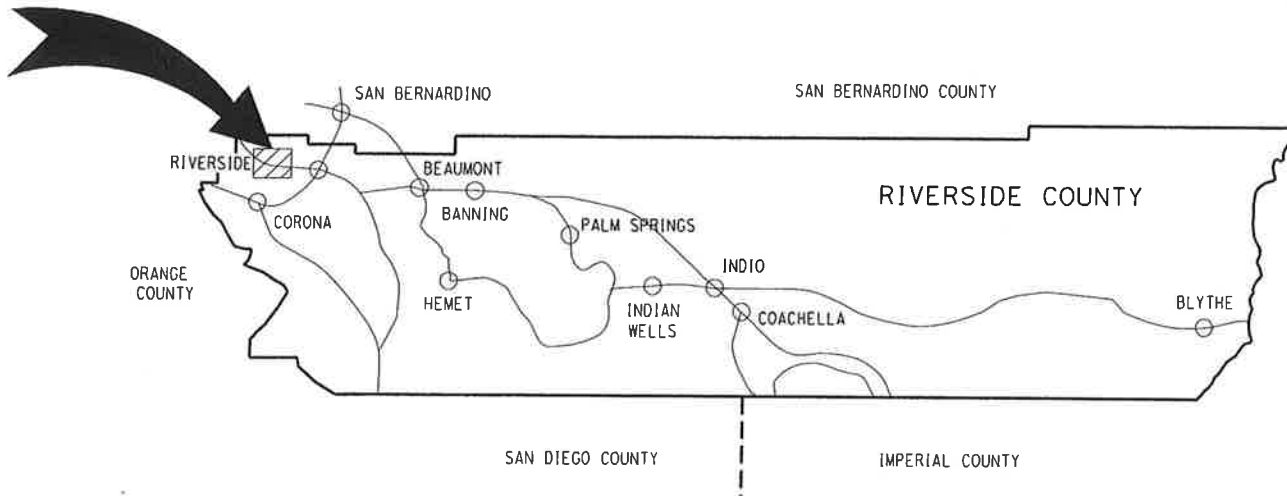 SAN BERNARDINO
SAN BERNARDINO COUNTY
RIVERSIDE
BEAUMONT
RIVERSIDE COUNTY
BANNING
CORONA
PALM SPRINGS
ORANGE
COUNTY
INDIO
HEMET
INDIAN
WELLS
COACHELLA
BLYTHE
SAN DIEGO COUNTY
IMPERIAL COUNTY